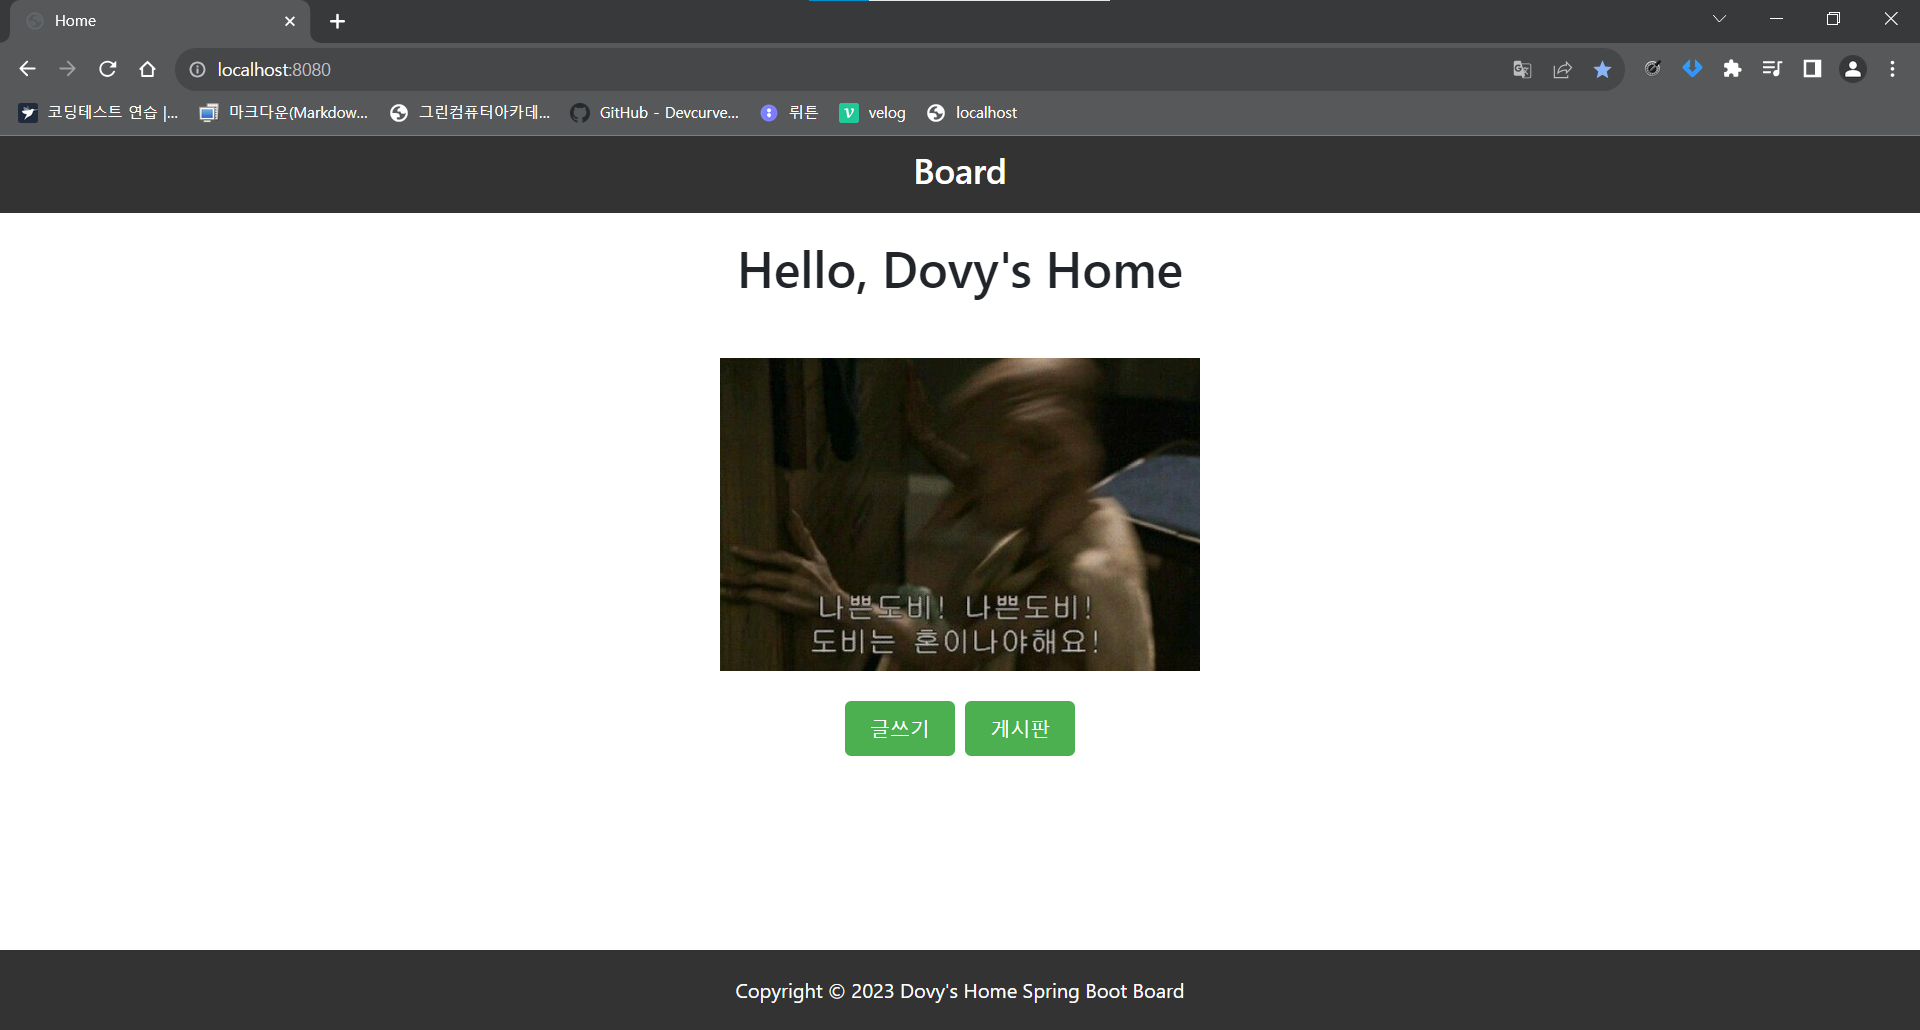 Home
localhost:8080
코딩테스트 연습 |...
마크다운(Markdow...
그린컴퓨터아카데...
GitHub - Devcurve...
뤼튼
velog
localhost
Board
Hello, Dovy's Home
나쁜도비! 나쁜도비!
도비는 혼이나야해요!
글쓰기
게시판
Copyright © 2023 Dovy's Home Spring Boot Board